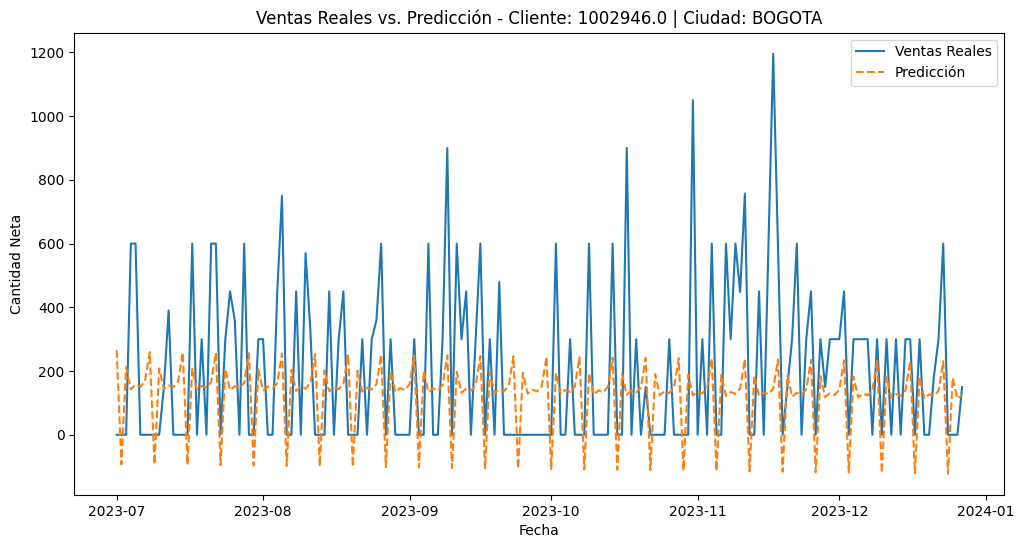 Ventas Reales vs. Predicción - Cliente: 1002946.0 | Ciudad: BOGOTA
Ventas Reales
Predicción
Cantidad Neta
1200
1000
800
600
400
200
0
2023-07
2023-08
2023-09
2023-10
2023-11
2023-12
2024-01
Fecha